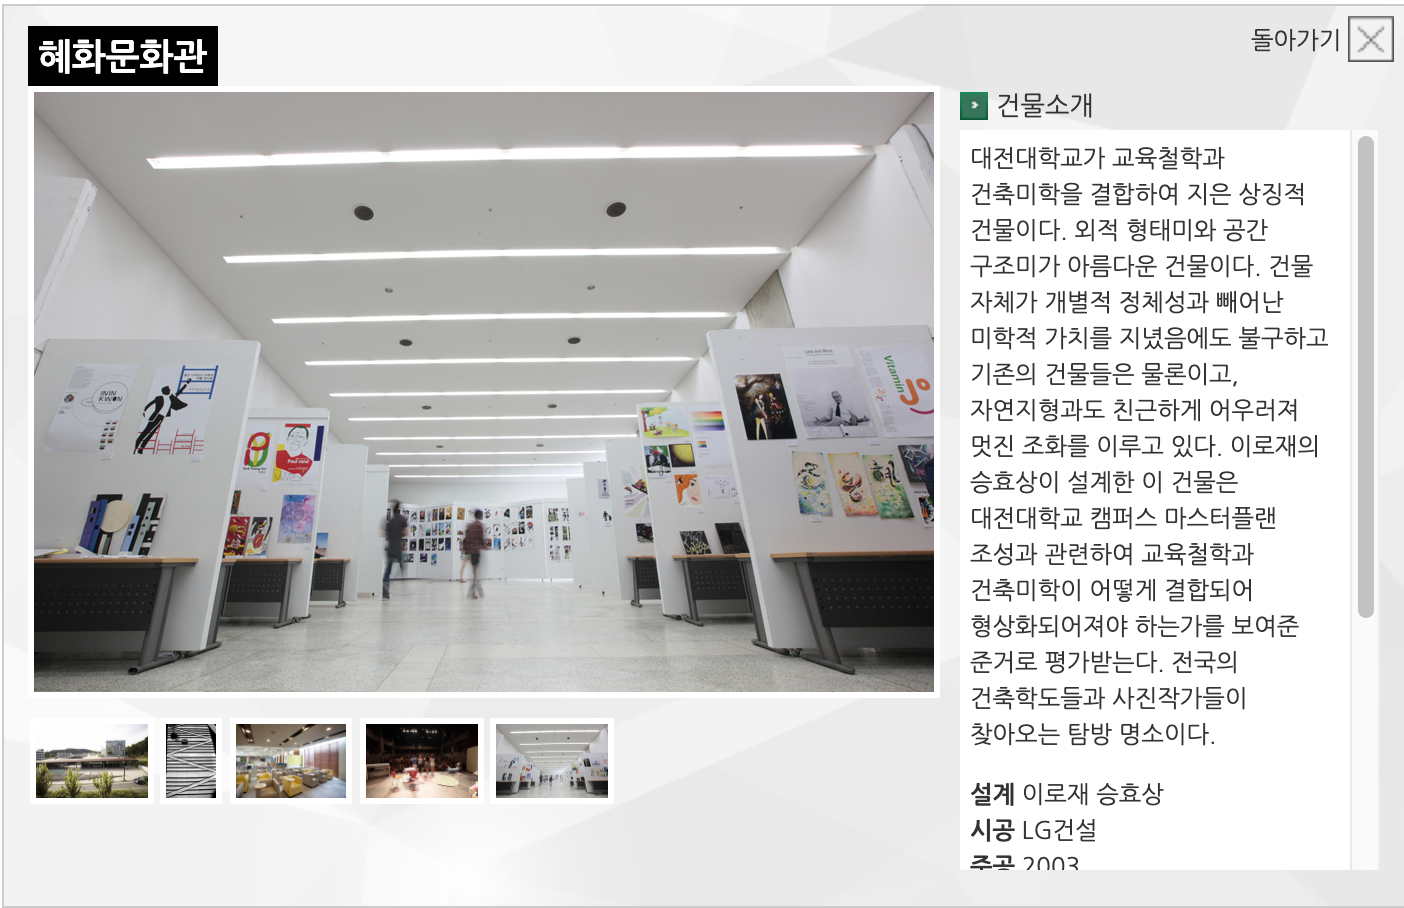 혜화문화관
돌아가기
건물소개
대전대학교가 교육철학과
건축미학을 결합하여 지은 상징적
건물이다. 외적 형태미와 공간
구조미가 아름다운 건물이다. 건물
자체가 개별적 정체성과 빼어난
미학적 가치를 지녔음에도 불구하고
기존의 건물들은 물론이고,
자연지형과도 친근하게 어우러져
멋진 조화를 이루고 있다. 이로재의
승효상이 설계한 이 건물은
대전대학교 캠퍼스 마스터플랜
조성과 관련하여 교육철학과
건축미학이 어떻게 결합되어
형상화되어져야 하는가를 보여준
준거로 평가받는다. 전국의
건축학도들과 사진작가들이
찾아오는 탐방 명소이다.
설계 이로재 승효상
시공 LG건설
준공 2003
ININ
KWON
Paul rand
Less and More
Vitamin